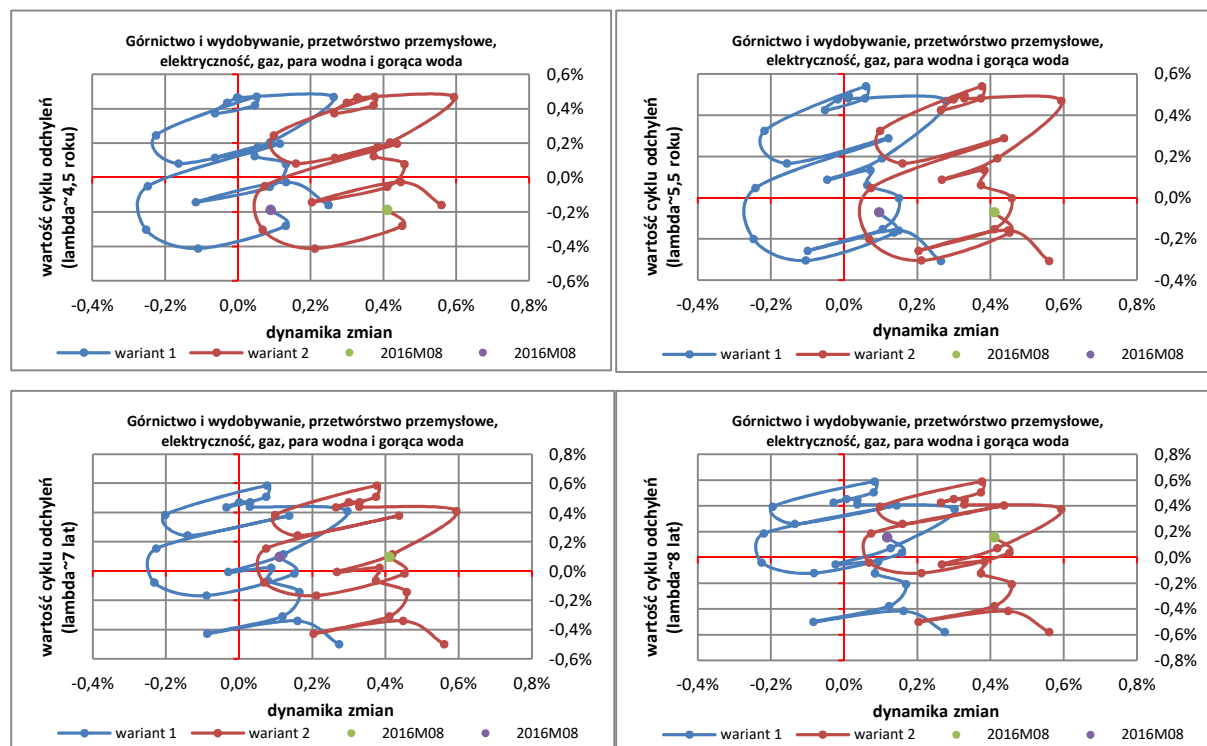 Górnictwo i wydobywanie, przetwórstwo przemysłowe,
elektryczność, gaz, para wodna i gorąca woda
wartość cyklu odchyleń
(lambda~4,5 roku)
0,6%
0,4%
0,2%
0,0%
-0,2%
-0,4%
-0,6%
-0,4% -0,2% 0,0% 0,2% 0,4% 0,6% 0,8%
dynamika zmian
wariant 1 wariant 2 2016M08 2016M08
Górnictwo i wydobywanie, przetwórstwo przemysłowe,
elektryczność, gaz, para wodna i gorąca woda
wartość cyklu odchyleń
(lambda~5,5 roku)
0,6%
0,4%
0,2%
0,0%
-0,2%
-0,4%
-0,4% -0,2% 0,0% 0,2% 0,4% 0,6% 0,8%
dynamika zmian
wariant 1 wariant 2 2016M08 2016M08
Górnictwo i wydobywanie, przetwórstwo przemysłowe,
elektryczność, gaz, para wodna i gorąca woda
wartość cyklu odchyleń
(lambda~7 lat)
0,8%
0,6%
0,4%
0,2%
0,0%
-0,2%
-0,4%
-0,6%
-0,4% -0,2% 0,0% 0,2% 0,4% 0,6% 0,8%
dynamika zmian
wariant 1 wariant 2 2016M08 2016M08
Górnictwo i wydobywanie, przetwórstwo przemysłowe,
elektryczność, gaz, para wodna i gorąca woda
wartość cyklu odchyleń
(lambda~8 lat)
0,8%
0,6%
0,4%
0,2%
0,0%
-0,2%
-0,4%
-0,6%
-0,8%
-0,4% -0,2% 0,0% 0,2% 0,4% 0,6% 0,8%
dynamika zmian
wariant 1 wariant 2 2016M08 2016M08